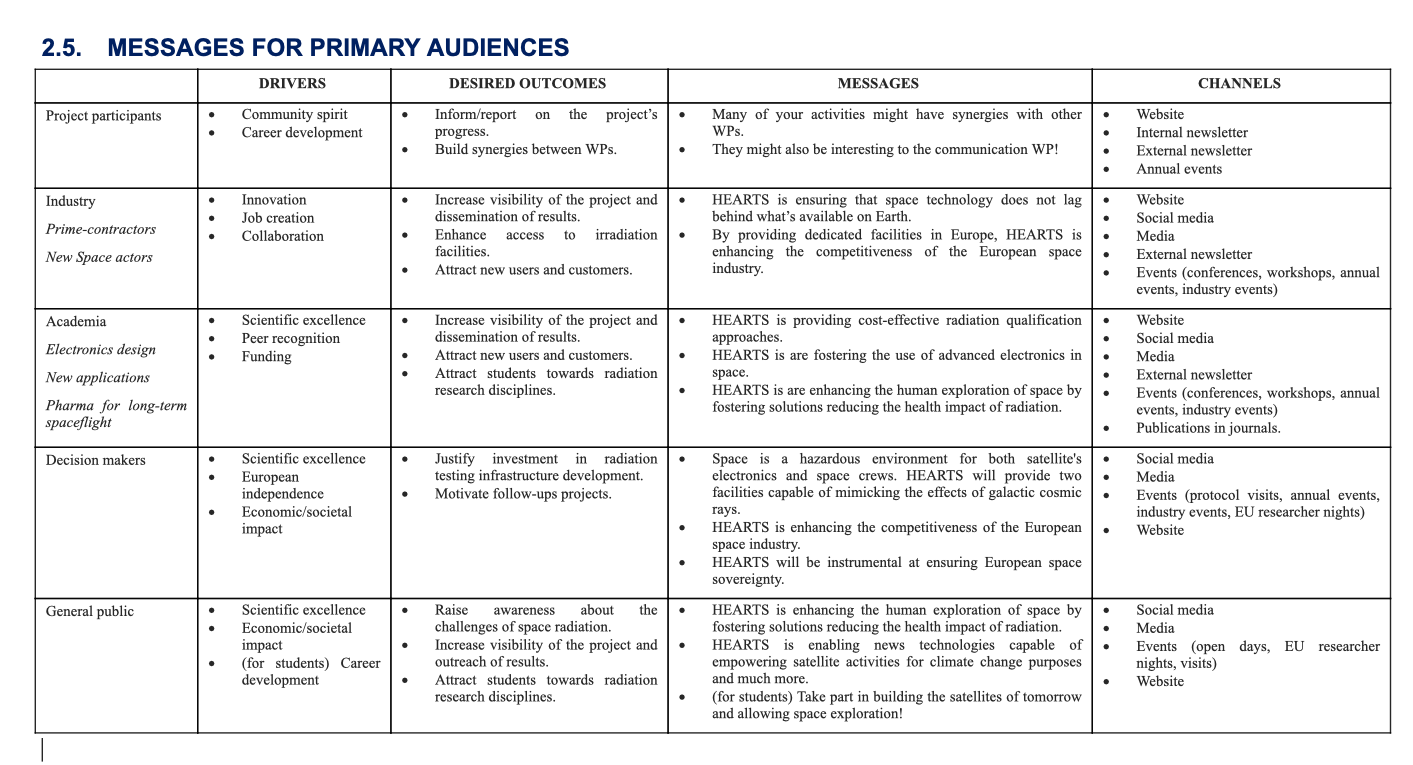 2.5. MESSAGES FOR PRIMARY AUDIENCES
DRIVERS
DESIRED OUTCOMES
MESSAGES
CHANNELS
Project participants
• Community spirit
• Career development
• Inform/report on the project’s
progress.
• Build synergies between WPs.
• Many of your activities might have synergies with other
WPs.
• They might also be interesting to the communication WP!
• Website
• Internal newsletter
• External newsletter
• Annual events
Industry
Prime-contractors
New Space actors
• Innovation
• Job creation
• Collaboration
• Increase visibility of the project and
dissemination of results.
• Enhance access to irradiation
facilities.
• Attract new users and customers.
• HEARTS is ensuring that space technology does not lag
behind what’s available on Earth.
• By providing dedicated facilities in Europe, HEARTS is
enhancing the competitiveness of the European space
industry.
• Website
• Social media
• Media
• External newsletter
• Events (conferences, workshops, annual
events, industry events)
Academia
Electronics design
New applications
Pharma for long-term
spaceflight
• Scientific excellence
• Peer recognition
• Funding
• Increase visibility of the project and
dissemination of results.
• Attract new users and customers.
• Attract students towards radiation
research disciplines.
• HEARTS is providing cost-effective radiation qualification
approaches.
• HEARTS is are fostering the use of advanced electronics in
space.
• HEARTS is are enhancing the human exploration of space by
fostering solutions reducing the health impact of radiation.
• Website
• Social media
• Media
• External newsletter
• Events (conferences, workshops, annual
events, industry events)
• Publications in journals.
Decision makers
• Scientific excellence
• European
independence
• Economic/societal
impact
• Justify investment in radiation
testing infrastructure development.
• Motivate follow-ups projects.
• Space is a hazardous environment for both satellite's
electronics and space crews. HEARTS will provide two
facilities capable of mimicking the effects of galactic cosmic
rays.
• HEARTS is enhancing the competitiveness of the European
space industry.
• HEARTS will be instrumental at ensuring European space
sovereignty.
• Social media
• Media
• Events (protocol visits, annual events,
industry events, EU researcher nights)
• Website
General public
• Scientific excellence
• Economic/societal
impact
• (for students) Career
development
• Raise awareness about the
challenges of space radiation.
• Increase visibility of the project and
outreach of results.
• Attract students towards radiation
research disciplines.
• HEARTS is enhancing the human exploration of space by
fostering solutions reducing the health impact of radiation.
• HEARTS is enabling news technologies capable of
empowering satellite activities for climate change purposes
and much more.
• (for students) Take part in building the satellites of tomorrow
and allowing space exploration!
• Social media
• Media
• Events (open days, EU researcher
nights, visits)
• Website